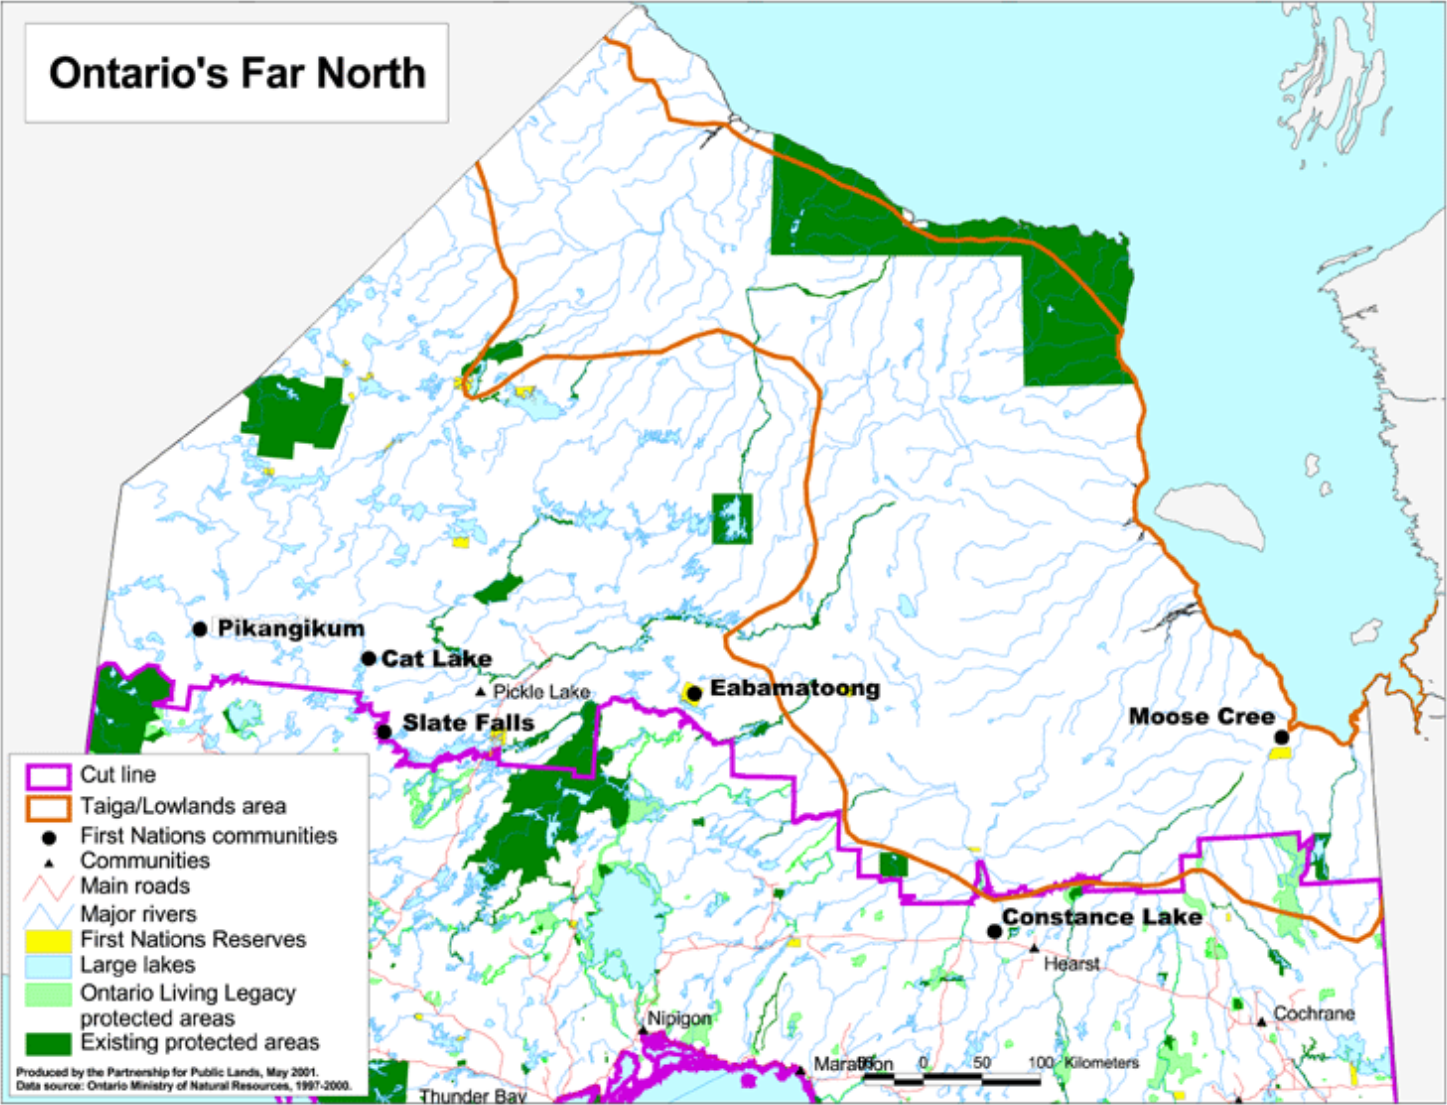 Ontario's Far North
Pikangikum
Cat Lake
Pickle Lake
Eabamatoong
Slate Falls
Moose Cree
Cut line
Taiga/Lowlands area
First Nations communities
Communities
Main roads
Major rivers
First Nations Reserves
Large lakes
Ontario Living Legacy
protected areas
Existing protected areas
Produced by the Partnership for Public Lands, May 2001.
Data source: Ontario Ministry of Natural Resources, 1997-2000.
Constance Lake
Hearst
Nipigon
Cochrane
Marathon
0 50 100 Kilometers
Thunder Bay